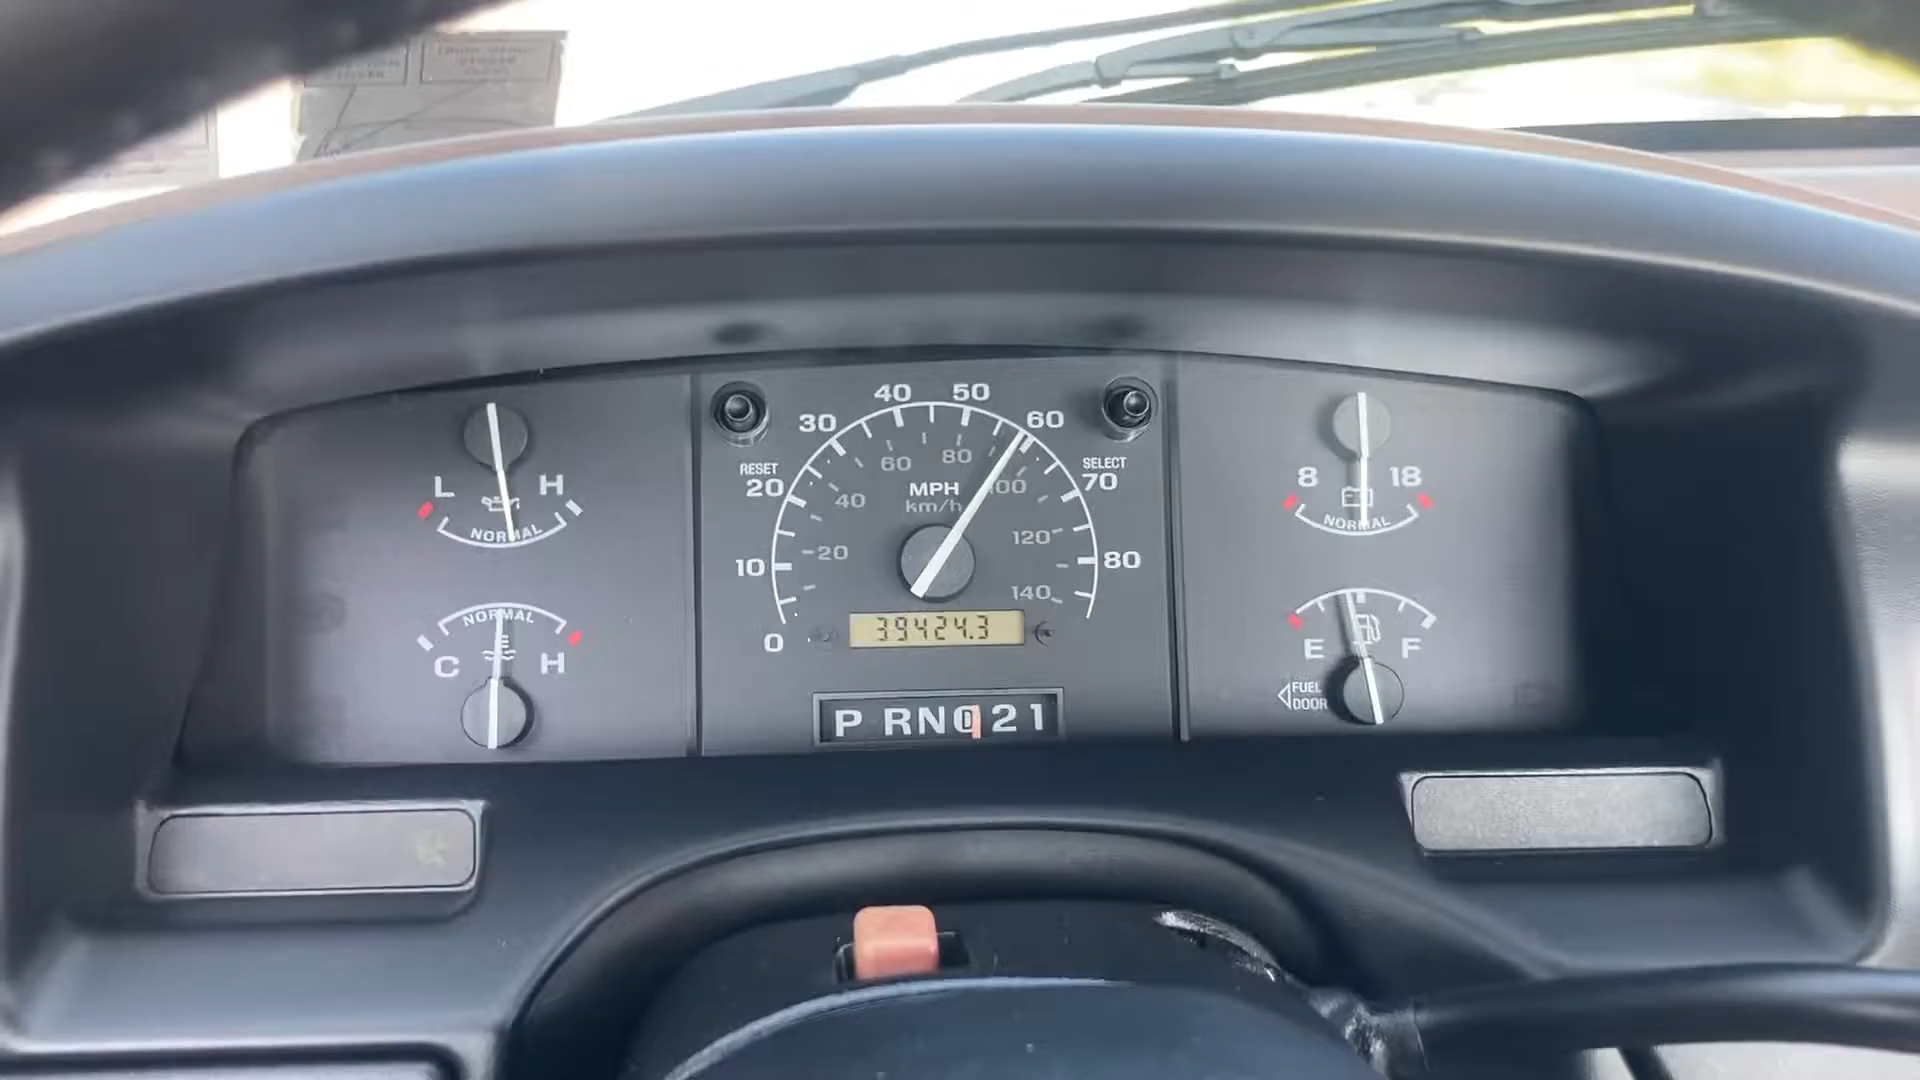 40 50
30 60
RESET SELECT
20 70
60 80
40 MPH 100
km/h
L H
NORMAL
8 18
NORMAL
10 20 120 80
140
0 39424.3
NORMAL
C H
E F
FUEL
DOOR
P RN D 2 1